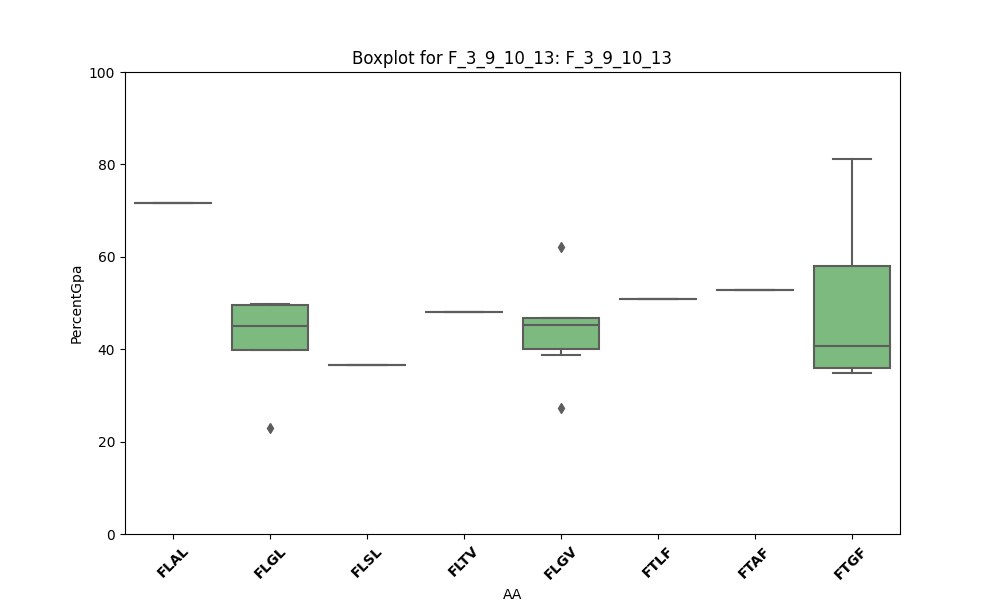 Boxplot for F_3_9_10_13: F_3_9_10_13
100
80
60
40
20
0
PercentGpa
FLAL
FLGL
FLSL
FLTV
FLGV
FTLF
FTAF
FTGF
AA